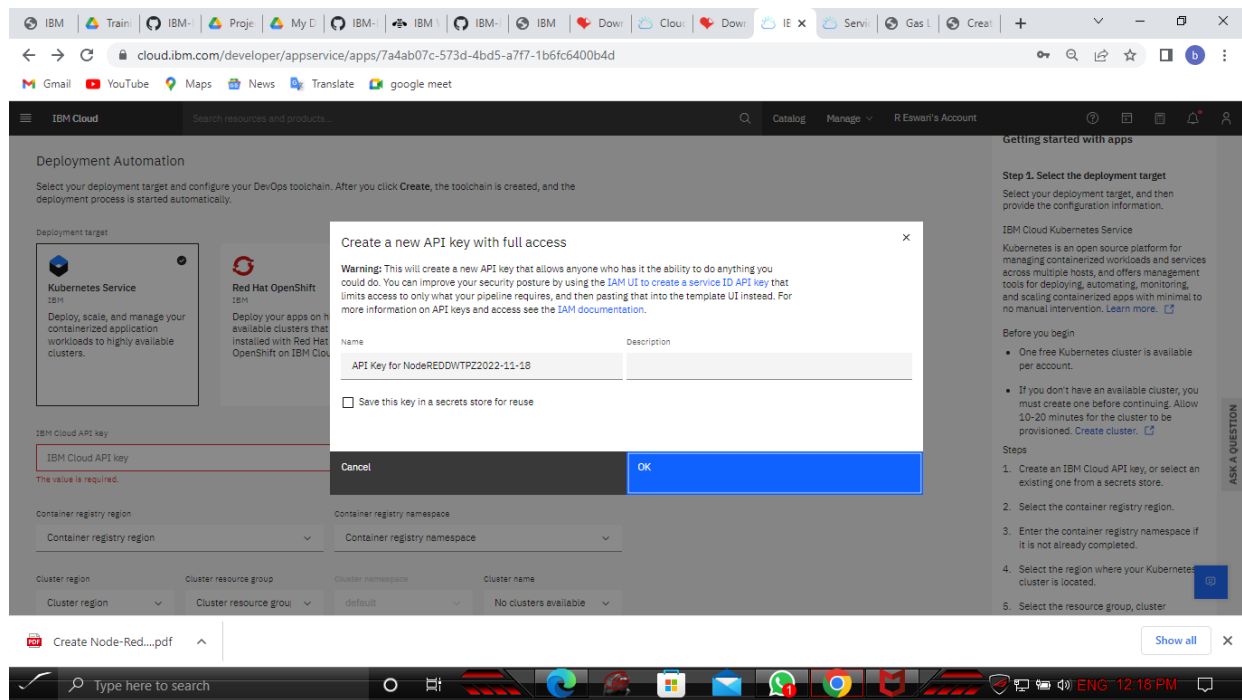 IBM
Traini
IBM-I
Proje
My D
IBM-I
IBM V
IBM-I
IBM
Down
Clou
Down
IE
Servic
Gas L
Creat
cloud.ibm.com/developer/appservice/apps/7a4ab07c-573d-4bd5-a7f7-1b6fc6400b4d
b
Gmail
YouTube
Maps
News
Translate
google meet
IBM Cloud
Search resources and products...
Catalog
Manage
R Eswari's Account
Deployment Automation
Select your deployment target and configure your DevOps toolchain. After you click Create, the toolchain is created, and the
deployment process is started automatically.
Deployment target
Kubernetes Service
IBM
Deploy, scale, and manage your
containerized application
workloads to highly available
clusters.
Red Hat OpenShift
IBM
Deploy your apps on h
available clusters that
installed with Red Hat
OpenShift on IBM Clou
IBM Cloud API key
IBM Cloud API key
The value is required.
Container registry region
Container registry region
Container registry namespace
Container registry namespace
Cluster region
Cluster region
Cluster resource group
Cluster resource grou
Cluster namespace
default
Cluster name
No clusters available
Create a new API key with full access
Warning: This will create a new API key that allows anyone who has it the ability to do anything you
could do. You can improve your security posture by using the IAM UI to create a service ID API key that
limits access to only what your pipeline requires, and then pasting that into the template UI instead. For
more information on API keys and access see the IAM documentation.
Name
API Key for NodeREDDWTPZ2022-11-18
Description
Save this key in a secrets store for reuse
Cancel
OK
Getting started with apps
Step 1. Select the deployment target
Select your deployment target, and then
provide the configuration information.
IBM Cloud Kubernetes Service
Kubernetes is an open source platform for
managing containerized workloads and services
across multiple hosts, and offers management
tools for deploying, automating, monitoring,
and scaling containerized apps with minimal to
no manual intervention. Learn more.
Before you begin
• One free Kubernetes cluster is available
per account.
• If you don't have an available cluster, you
must create one before continuing. Allow
10-20 minutes for the cluster to be
provisioned. Create cluster.
Steps
1. Create an IBM Cloud API key, or select an
existing one from a secrets store.
2. Select the container registry region.
3. Enter the container registry namespace if
it is not already completed.
4. Select the region where your Kubernetes
cluster is located.
5. Select the resource group, cluster
ASK A QUESTION
PDF
Create Node-Red....pdf
Show all
Type here to search
1
ENG 12:18 PM